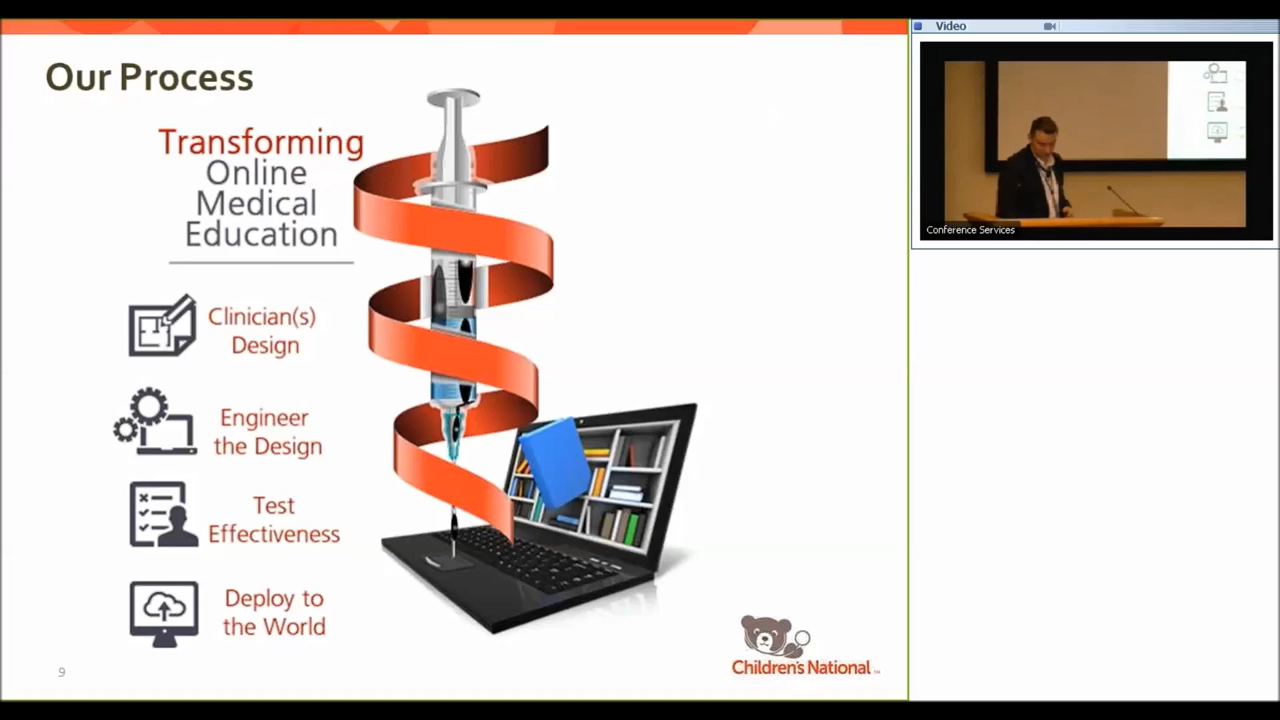 Our Process
Transforming
Online
Medical
Education
Clinician(s)
Design
Engineer
the Design
Test
Effectiveness
Deploy to
the World
9
Children's National
Video
Conference Services